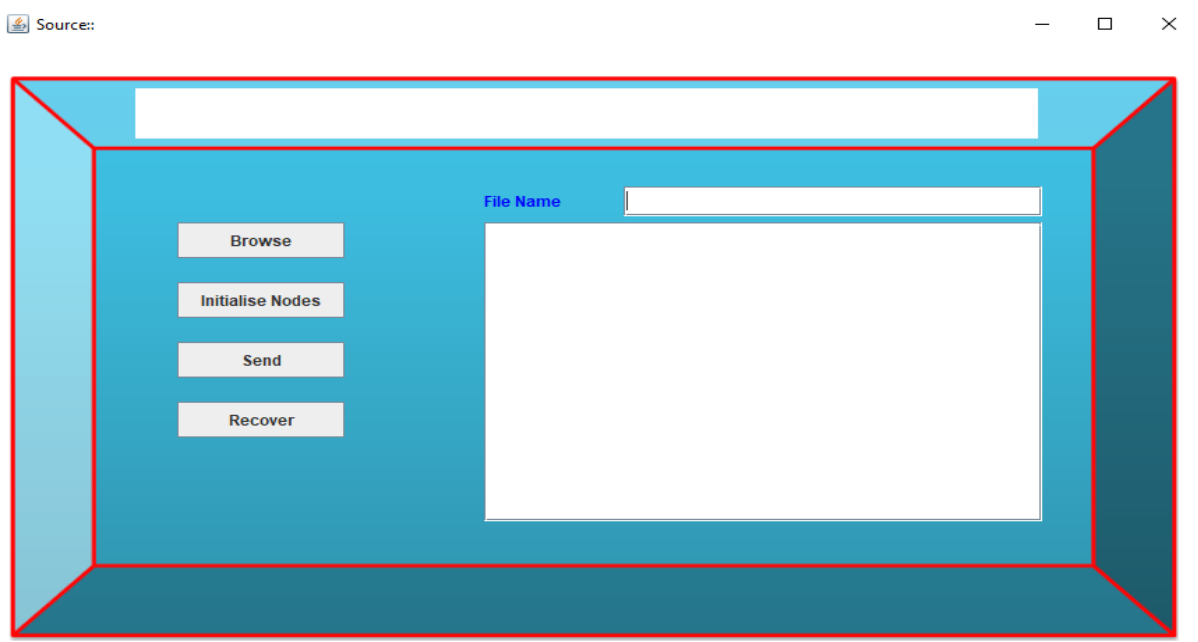 Source::
File Name
Browse
Initialise Nodes
Send
Recover